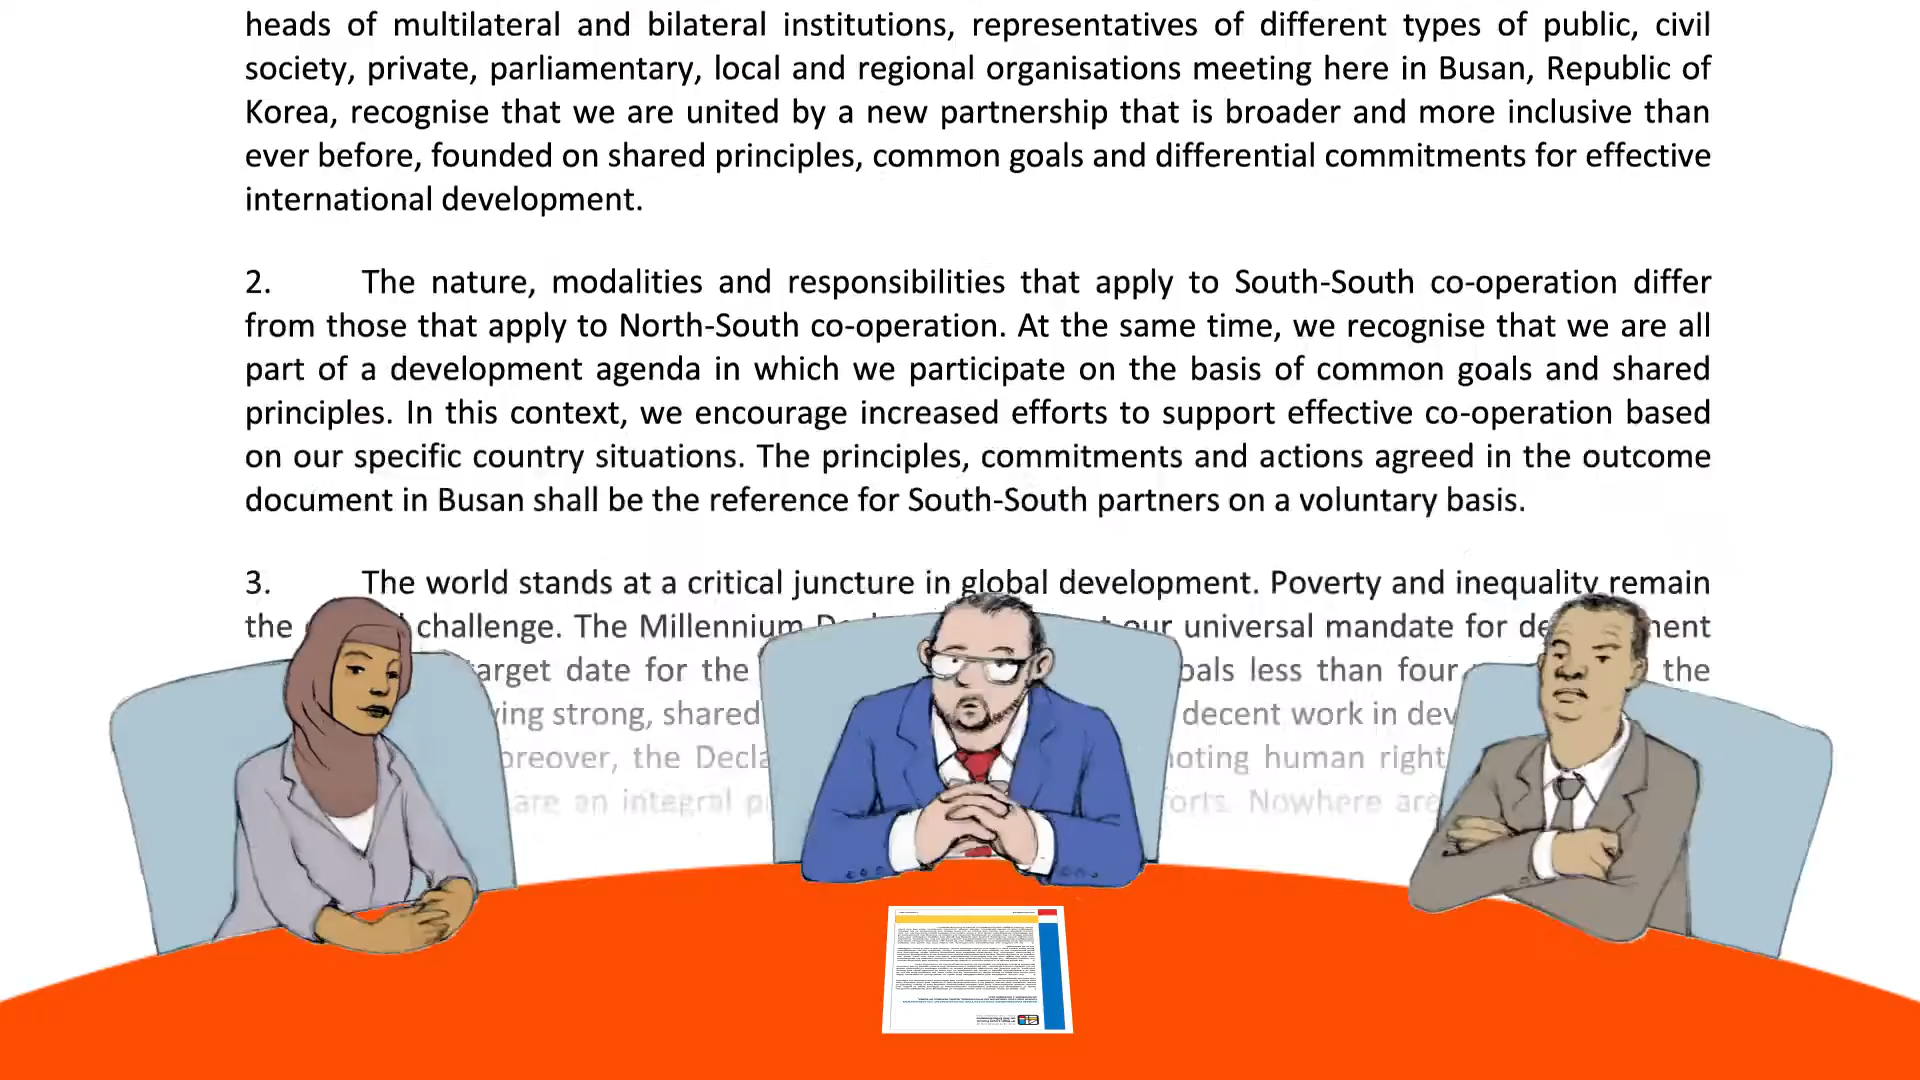 heads of multilateral and bilateral institutions, representatives of different types of public, civil
society, private, parliamentary, local and regional organisations meeting here in Busan, Republic of
Korea, recognise that we are united by a new partnership that is broader and more inclusive than
ever before, founded on shared principles, common goals and differential commitments for effective
international development.
2. The nature, modalities and responsibilities that apply to South-South co-operation differ
from those that apply to North-South co-operation. At the same time, we recognise that we are all
part of a development agenda in which we participate on the basis of common goals and shared
principles. In this context, we encourage increased efforts to support effective co-operation based
on our specific country situations. The principles, commitments and actions agreed in the outcome
document in Busan shall be the reference for South-South partners on a voluntary basis.
3. The world stands at a critical juncture in global development. Poverty and inequality remain
the challenge. The Millennium our universal mandate for
target date for the less than four the
strong, shared decent work in
the human
are an integral Nowhere are